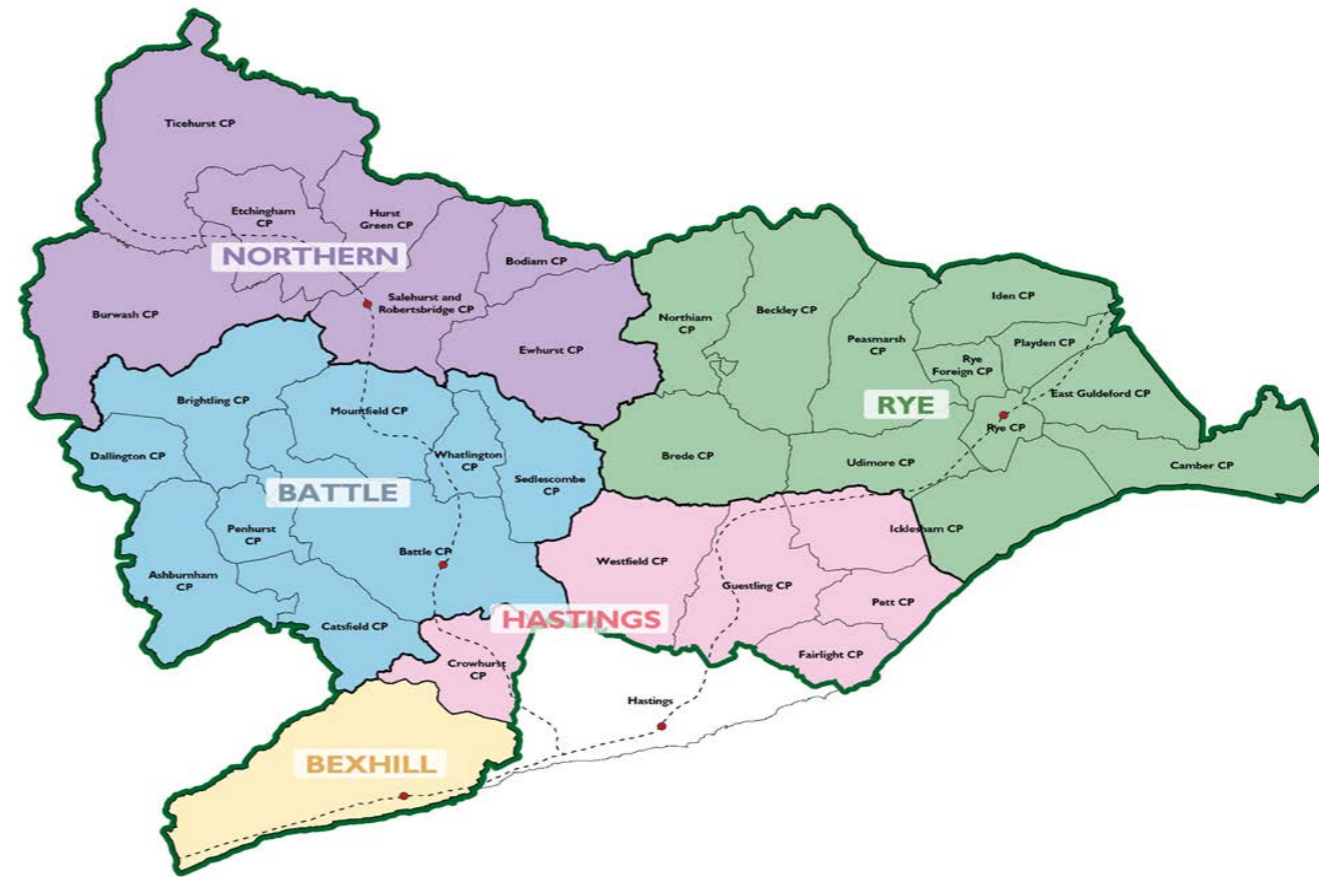 Ticehurst CP
Etchingham
CP
Hurst
Green CP
NORTHERN
Bodiam CP
Burwash CP
Salehurst and
Robertsbridge CP
Ewhurst CP
Northiam
CP
Beckley CP
Peasmarsh
CP
Iden CP
Playden CP
Rye
Foreign CP
East Guldeford CP
RYE
Rye CP
Brede CP
Udimore CP
Camber CP
Icklesham CP
Brightling CP
Mountfield CP
Dallington CP
Whatlington
CP
Sedlescombe
CP
BATTLE
Penhurst
CP
Battle CP
Ashburnham
CP
Catsfield CP
Westfield CP
Guestling CP
Pett CP
HASTINGS
Fairlight CP
Crowhurst
CP
Hastings
BEXHILL